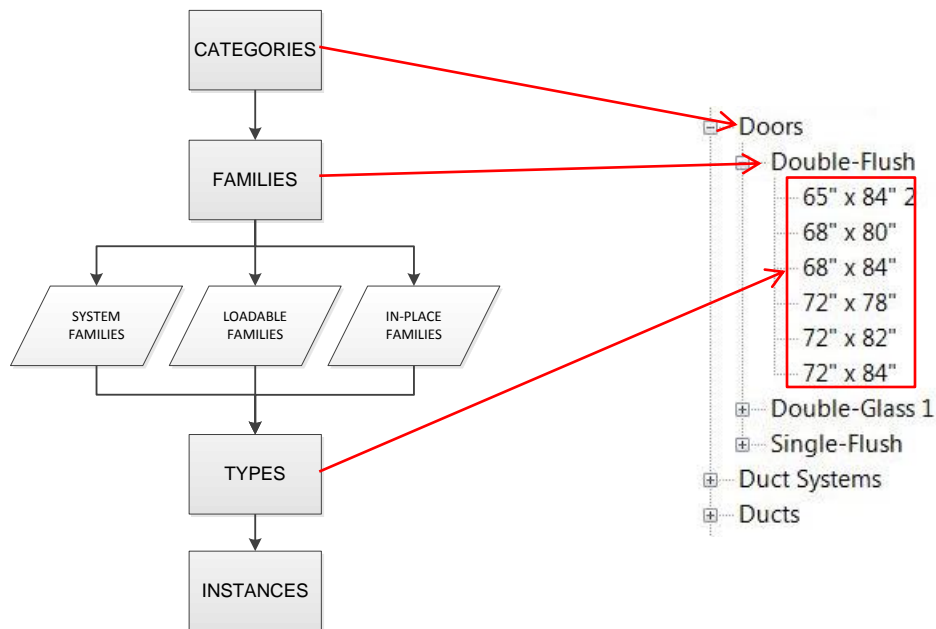 CATEGORIES
FAMILIES
SYSTEM
FAMILIES
LOADABLE
FAMILIES
IN-PLACE
FAMILIES
TYPES
INSTANCES
Doors
Double-Flush
65" x 84" 2
68" x 80"
68" x 84"
72" x 78"
72" x 82"
72" x 84"
Double-Glass 1
Single-Flush
Duct Systems
Ducts